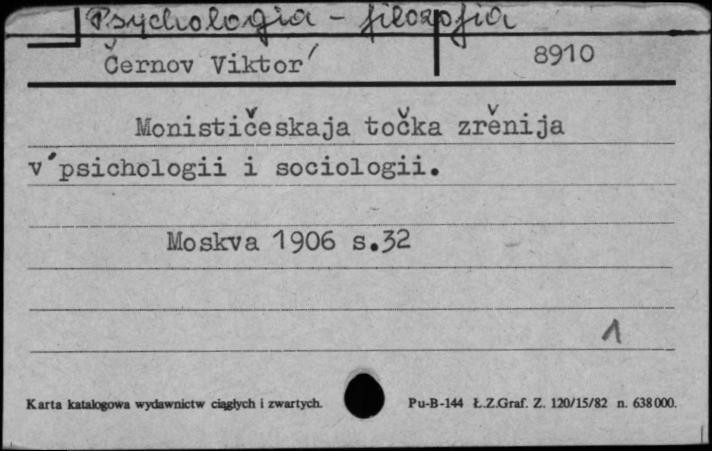 Psychologia - filozofia
Černov Viktor' 8910
Monističeskaja točka zrěnija
v'psichologii i sociologii.
Moskva 1906 s.32
1
Karta katalogowa wydawnictw ciągłych i zwartych. Pu-B-144 Ł.Z.Graf. Z. 120/15/82 n. 638000.